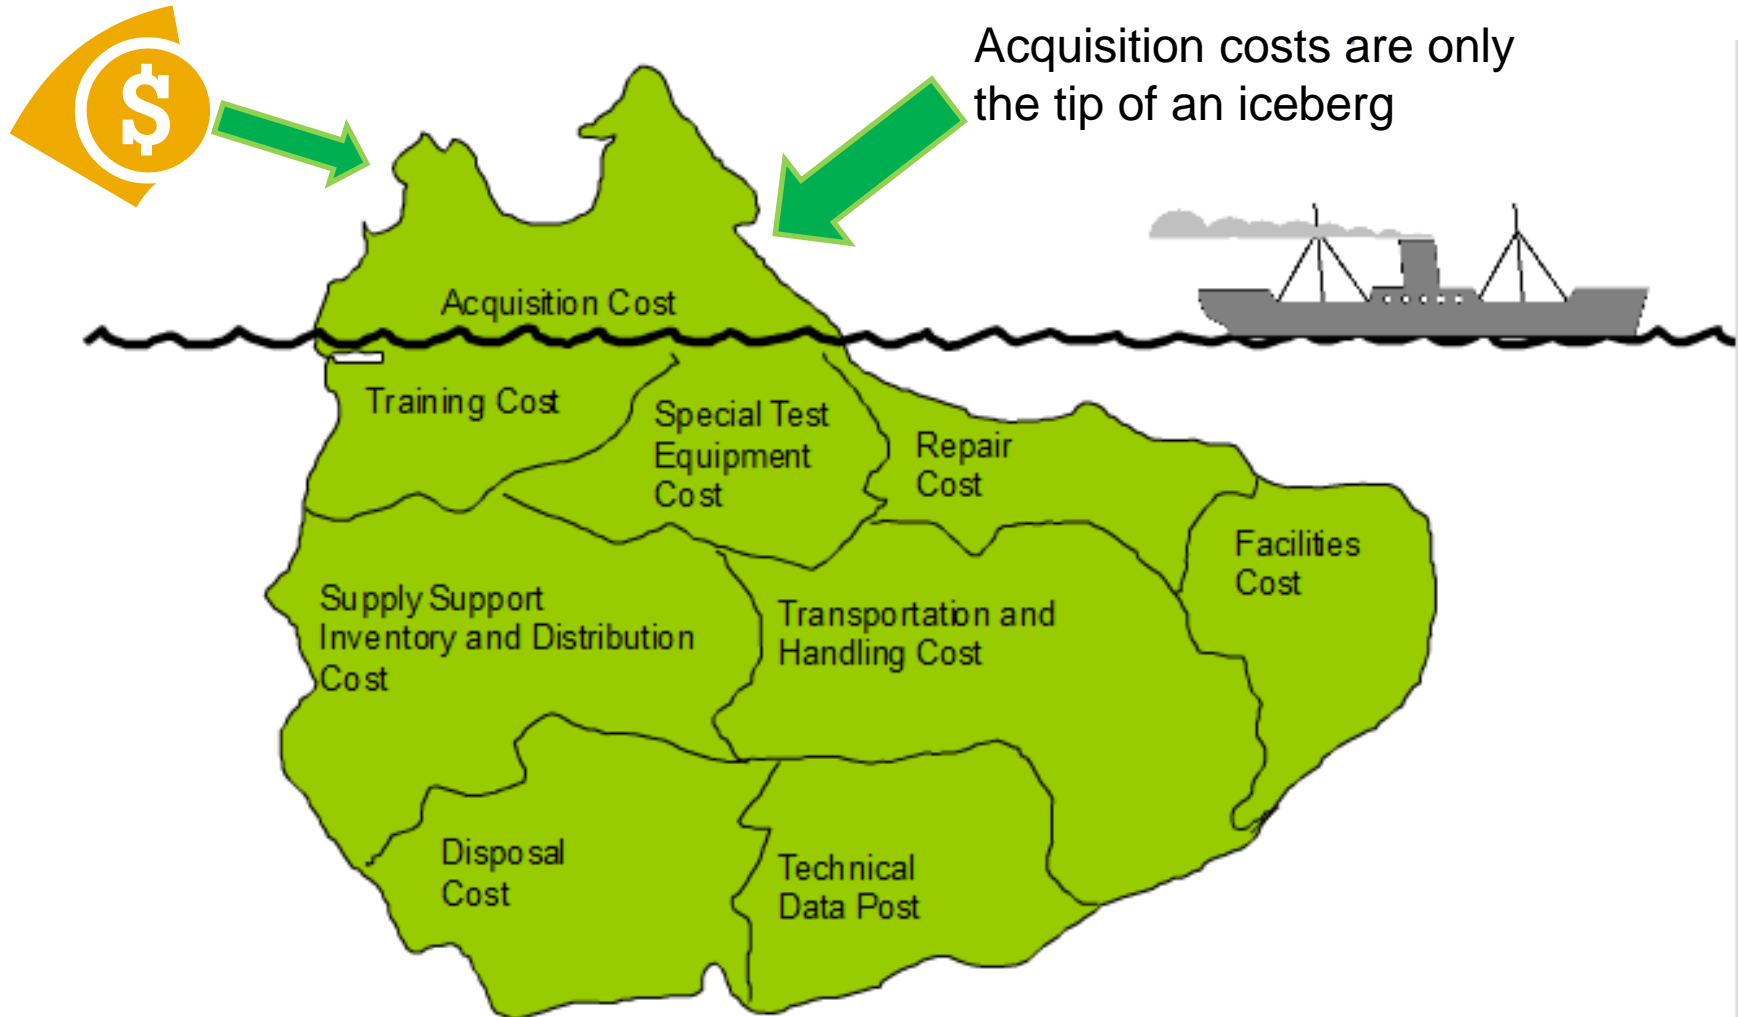 $
Acquisition costs are only
the tip of an iceberg
Acquisition Cost
Training Cost
Special Test
Equipment
Cost
Repair
Cost
Facilities
Cost
Supply Support
Inventory and Distribution
Cost
Transportation and
Handling Cost
Disposal
Cost
Technical
Data Post